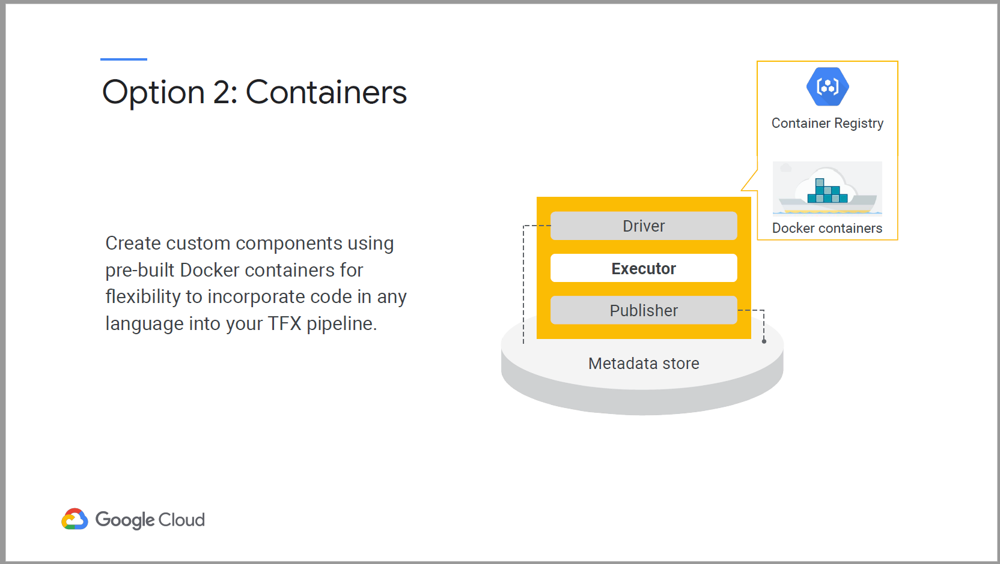 Option 2: Containers
Create custom components using
pre-built Docker containers for
flexibility to incorporate code in any
language into your TFX pipeline.
Container Registry
Docker containers
Driver
Executor
Publisher
Metadata store
Google Cloud